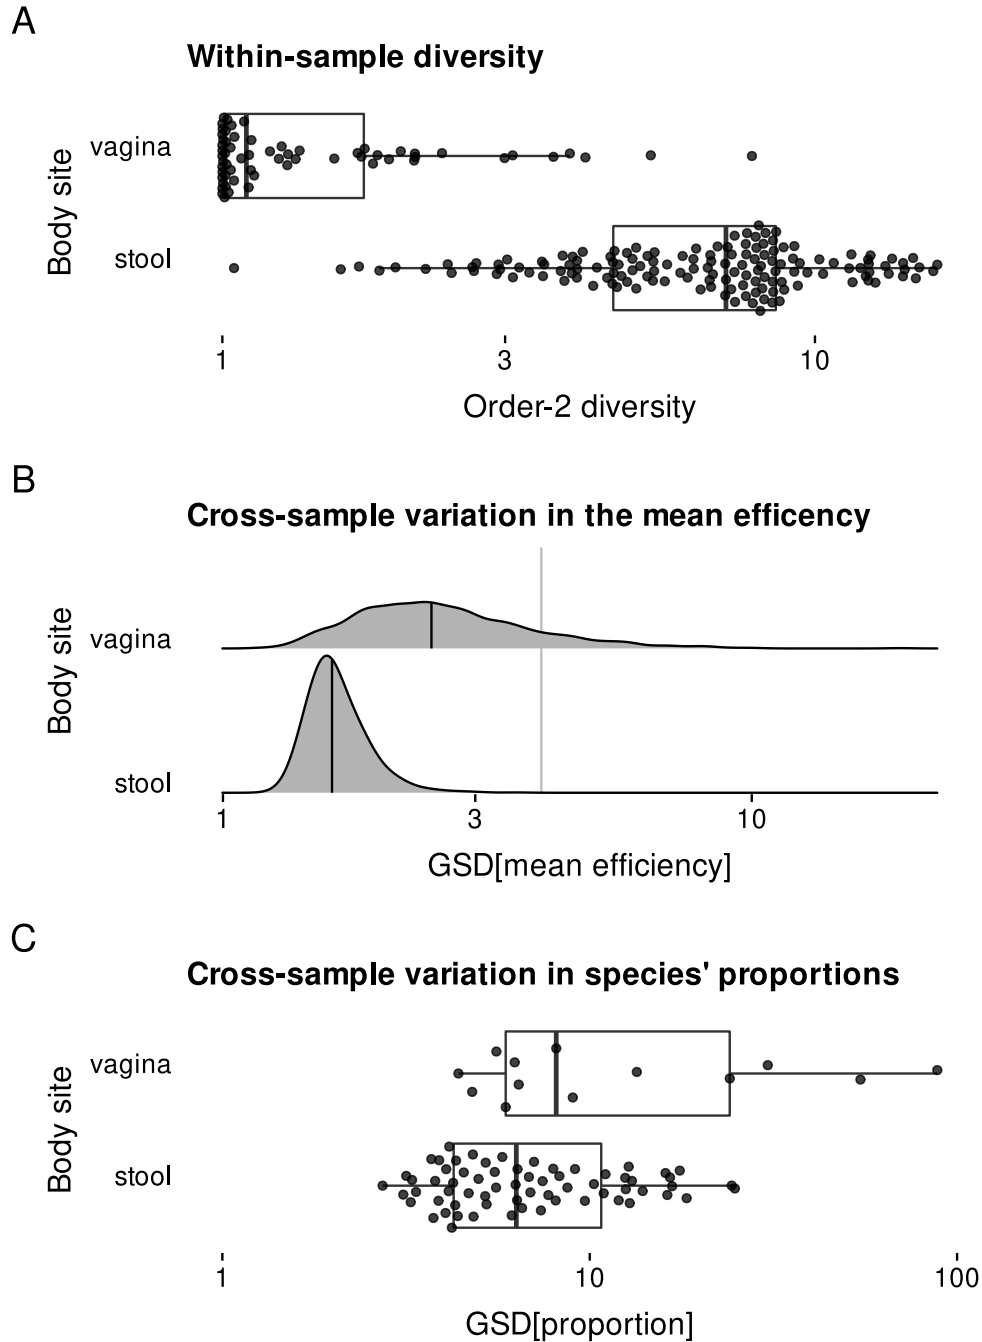 A
Within-sample diversity
Body site
vagina
stool
1 3 10
Order-2 diversity
B
Cross-sample variation in the mean efficency
Body site
vagina
stool
1 3 10
GSD[mean efficiency]
C
Cross-sample variation in species' proportions
Body site
vagina
stool
1 10 100
GSD[proportion]